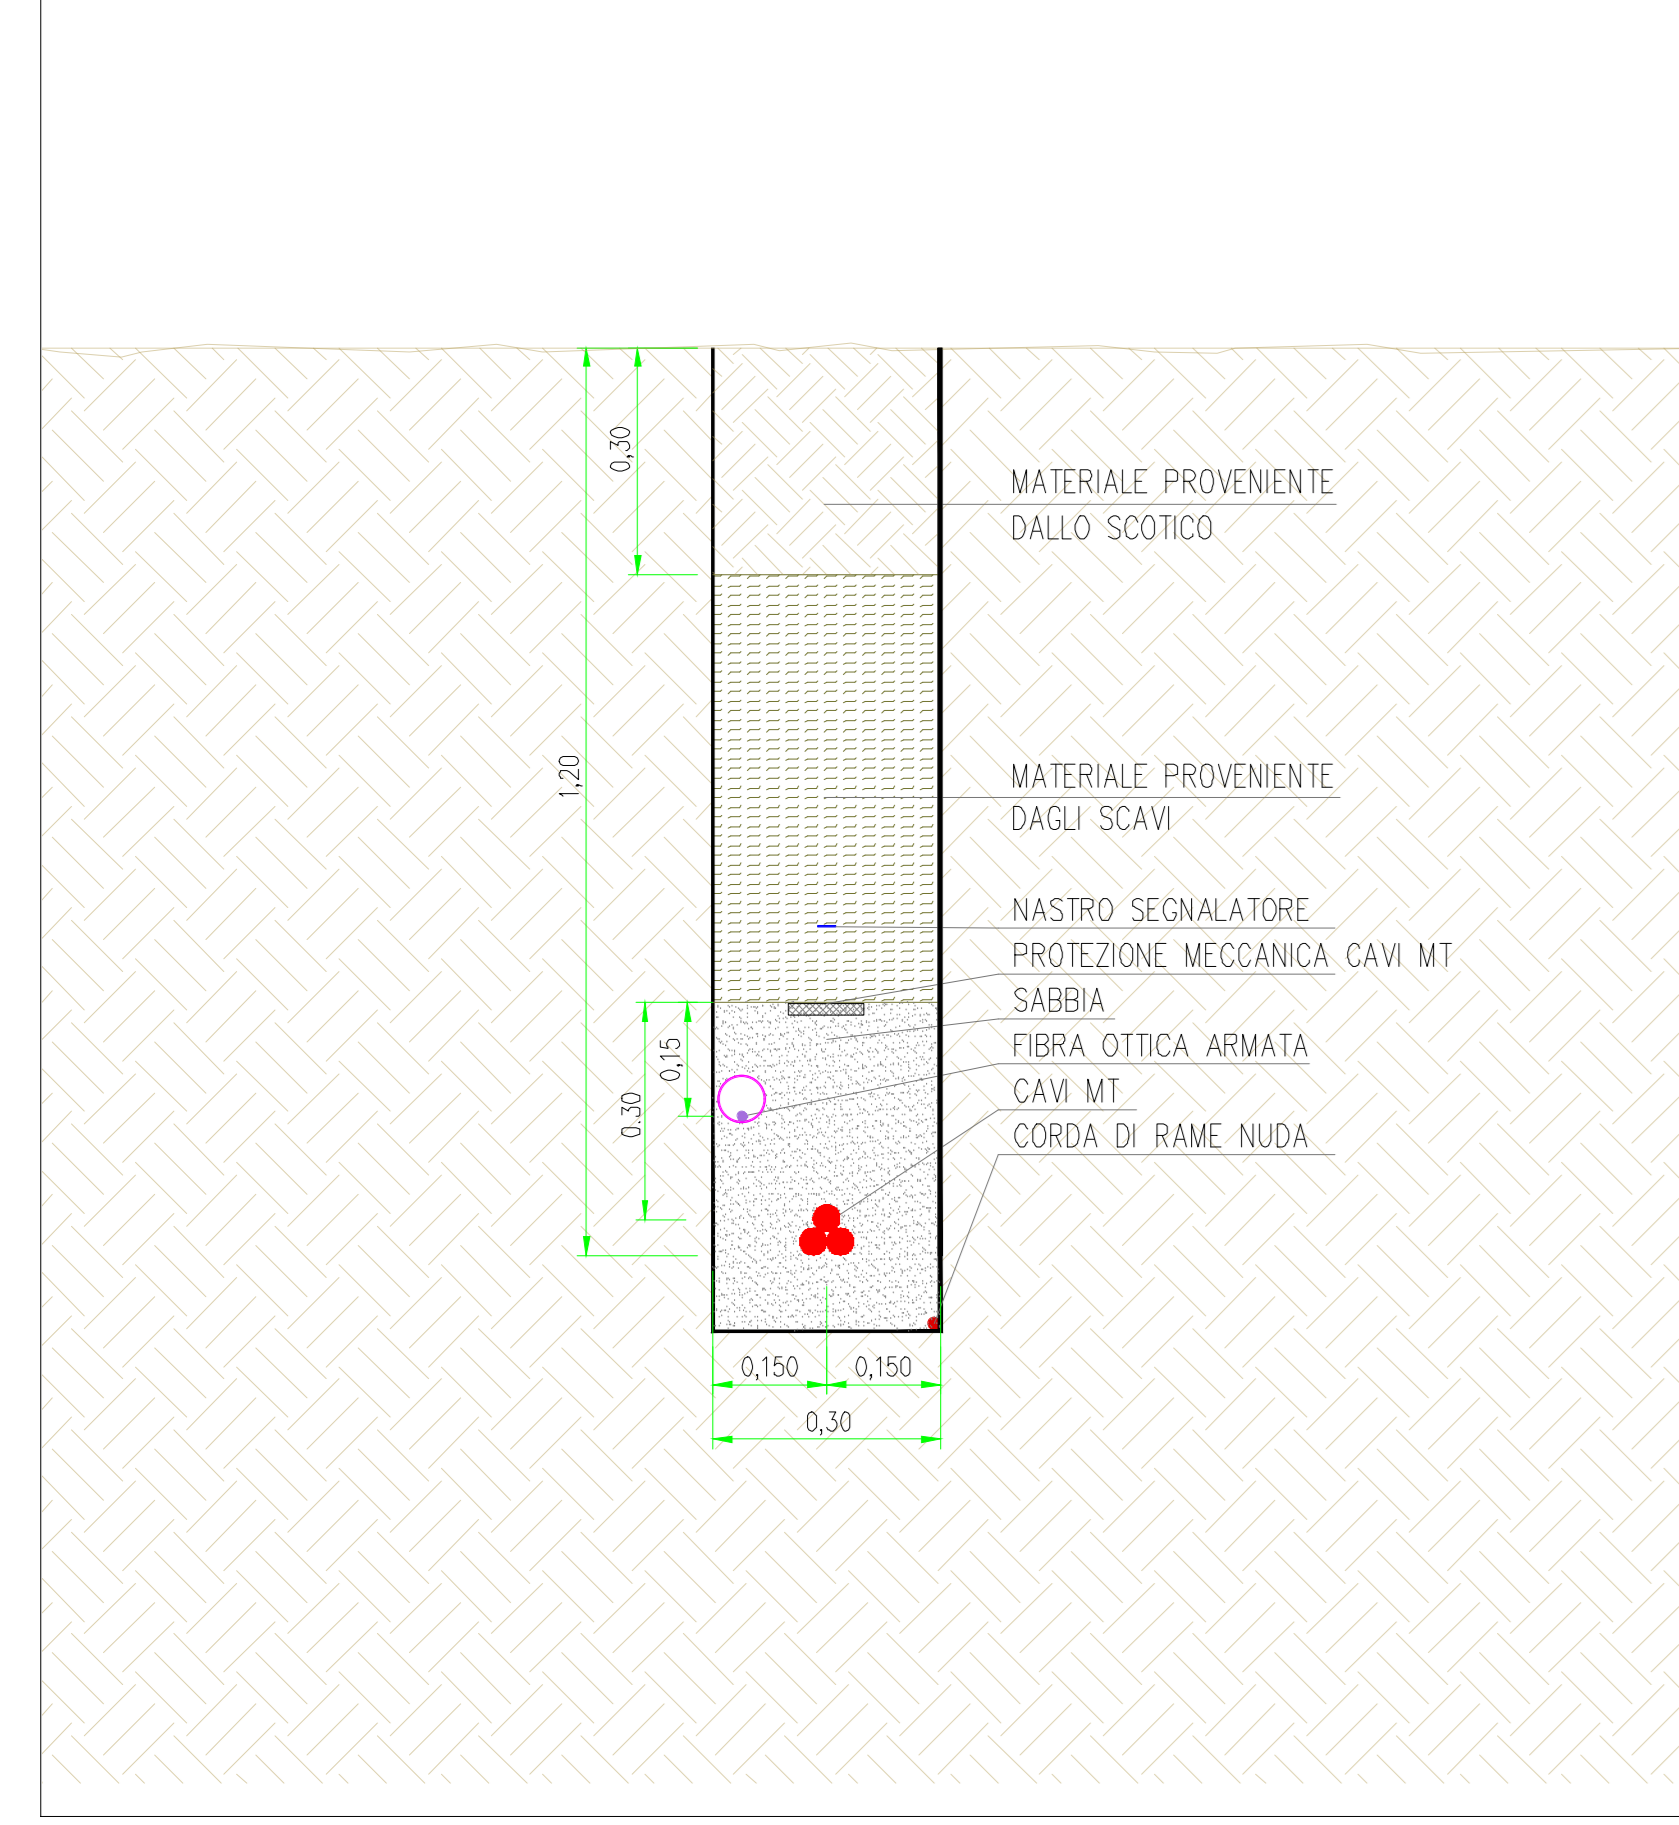 0,30
MATERIALE PROVENIENTE
DALLO SCOTICO
1,20
MATERIALE PROVENIENTE
DAGLI SCAVI
NASTRO SEGNALATORE
PROTEZIONE MECCANICA CAVI MT
SABBIA
0,15
FIBRA OTTICA ARMATA
0.30
CAVI MT
CORDA DI RAME NUDA
0,150 0,150
0,30